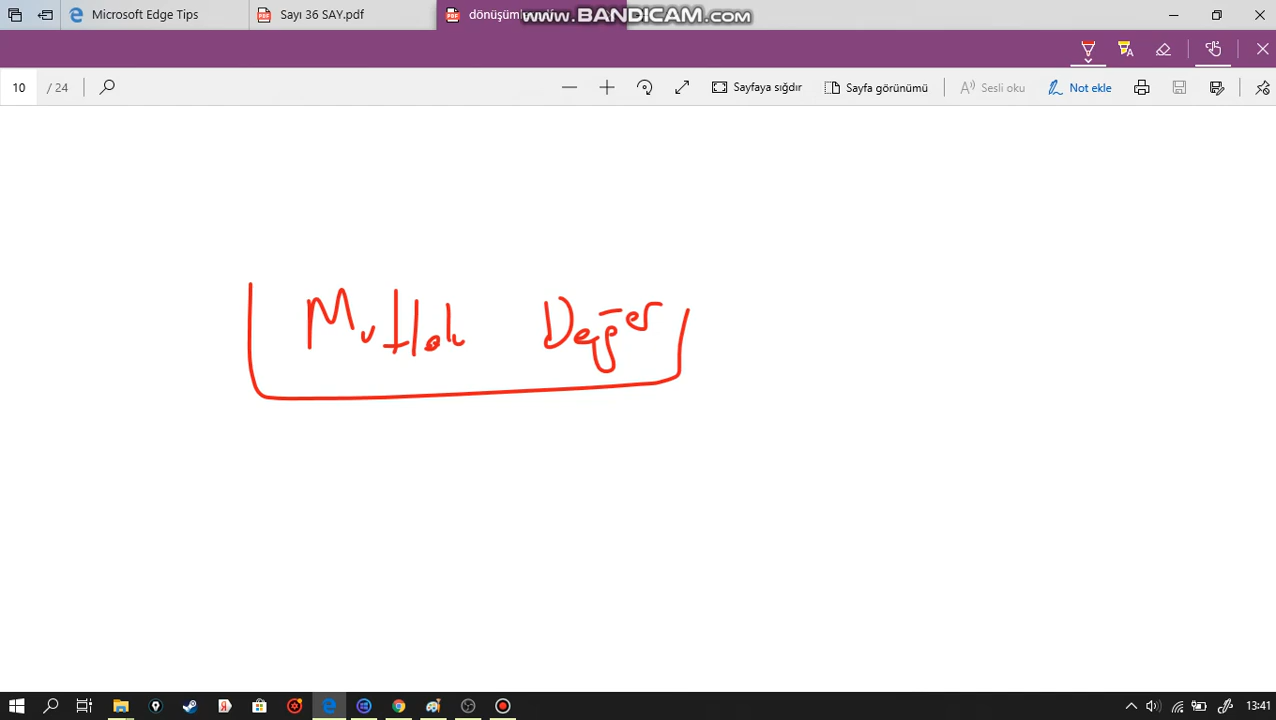 Microsoft Edge Tips
Sayı 36 SAY.pdf
dönüşüml
www.BANDICAM.com
10 / 24
Sayfaya sığdır
Sayfa görünümü
Sesli oku
Not ekle
Mutlak Değer
13:41